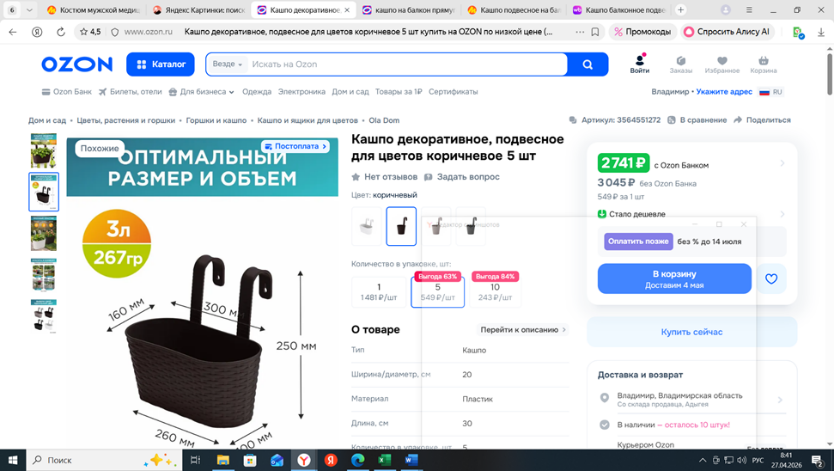 6
Костюм мужской медиц
Яндекс Картинки: поиск
Кашпо декоративное
кашпо на балкон прямуг
Кашпо подвесное на бал
Кашпо балконное подве
4,5
www.ozon.ru
Кашпо декоративное, подвесное для цветов коричневое 5 шт купить на OZON по низкой цене (...
Промокоды
Спросить Алису AI
OZON
Каталог
Везде
Искать на Ozon
Войти
Заказы
Избранное
Корзина
Ozon Банк
Билеты, отели
Для бизнеса
Одежда
Электроника
Дом и сад
Товары за 1₽
Сертификаты
Владимир • Укажите адрес
RU
Дом и сад • Цветы, растения и горшки • Горшки и кашпо • Кашпо и ящики для цветов • Ola Dom
Артикул: 3564551272
В сравнение
Поделиться
Похожие
Постоплата
ОПТИМАЛЬНЫЙ
РАЗМЕР И ОБЪЕМ
3л
267гр
160 мм
300 мм
250 мм
260 мм
Кашпо декоративное, подвесное
для цветов коричневое 5 шт
Нет отзывов
Задать вопрос
Цвет: коричневый
Количество в упаковке, шт:
Выгода 63%
Выгода 84%
1
1 481 ₽/шт
5
549 ₽/шт
10
243 ₽/шт
О товаре
Перейти к описанию
Тип
Кашпо
Ширина/диаметр, см
20
Материал
Пластик
Длина, см
30
Количество в упаковке, шт
5
2 741 ₽
с Ozon Банком
3 045 ₽ без Ozon Банка
549 ₽ за 1 шт
Стало дешевле
Оплатить позже
без % до 14 июля
В корзину
Доставим 4 мая
Купить сейчас
Доставка и возврат
Владимир, Владимирская область
Со склада продавца, Адыгея
В наличии – осталось 10 штук!
Курьером Ozon
Поиск
РУС
8:41
27.04.2026